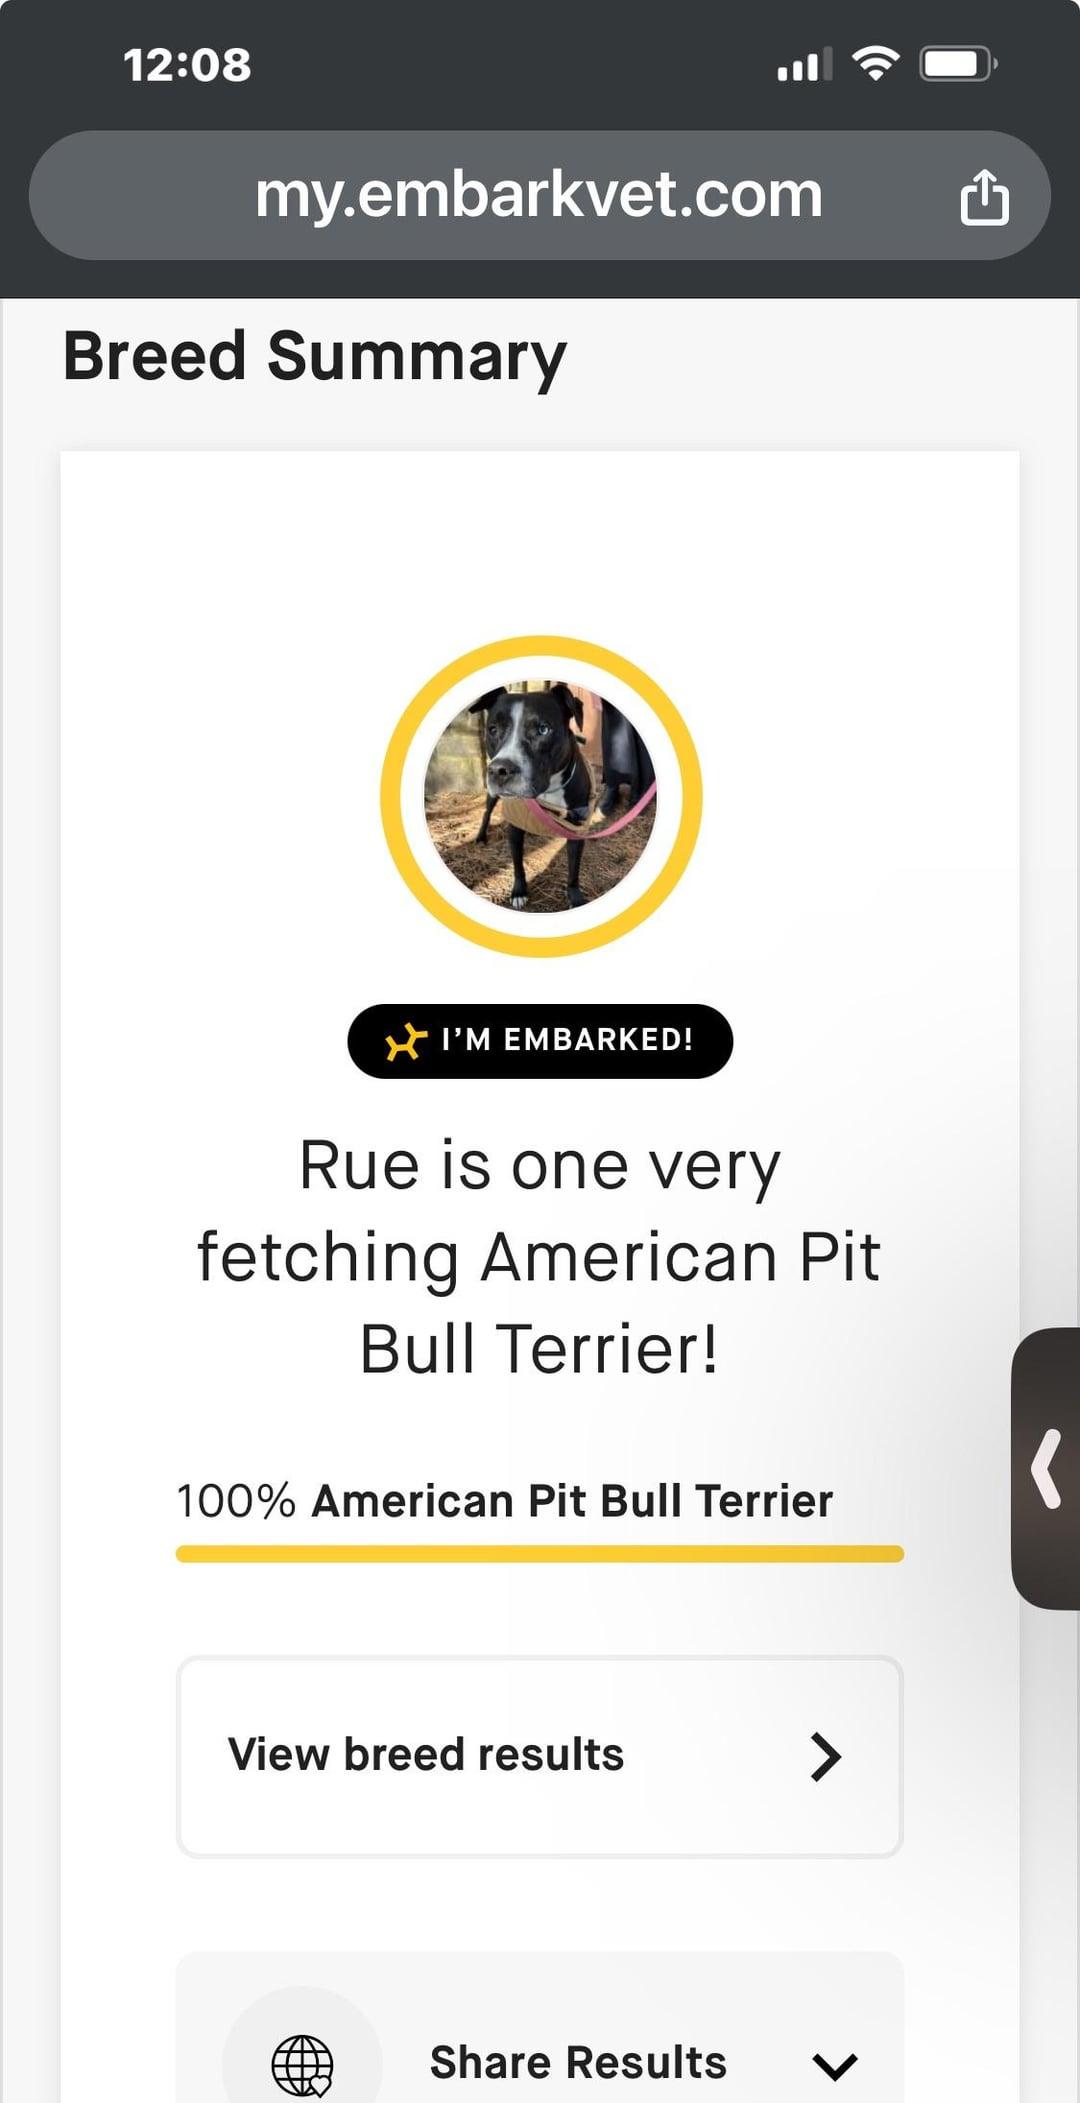 12:08
my.embarkvet.com
Breed Summary
I’M EMBARKED!
Rue is one very
fetching American Pit
Bull Terrier!
100% American Pit Bull Terrier
View breed results
Share Results